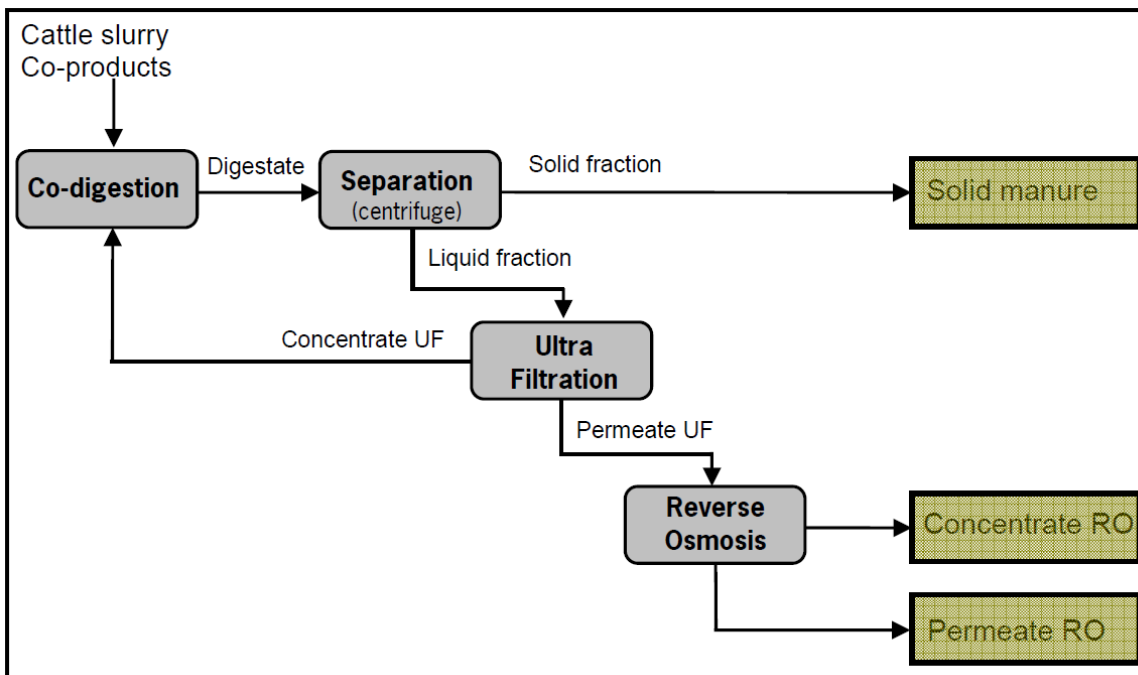 Cattle slurry
Co-products
Co-digestion
Digestate
Separation
(centrifuge)
Solid fraction
Solid manure
Liquid fraction
Concentrate UF
Ultra
Filtration
Permeate UF
Reverse
Osmosis
Concentrate RO
Permeate RO